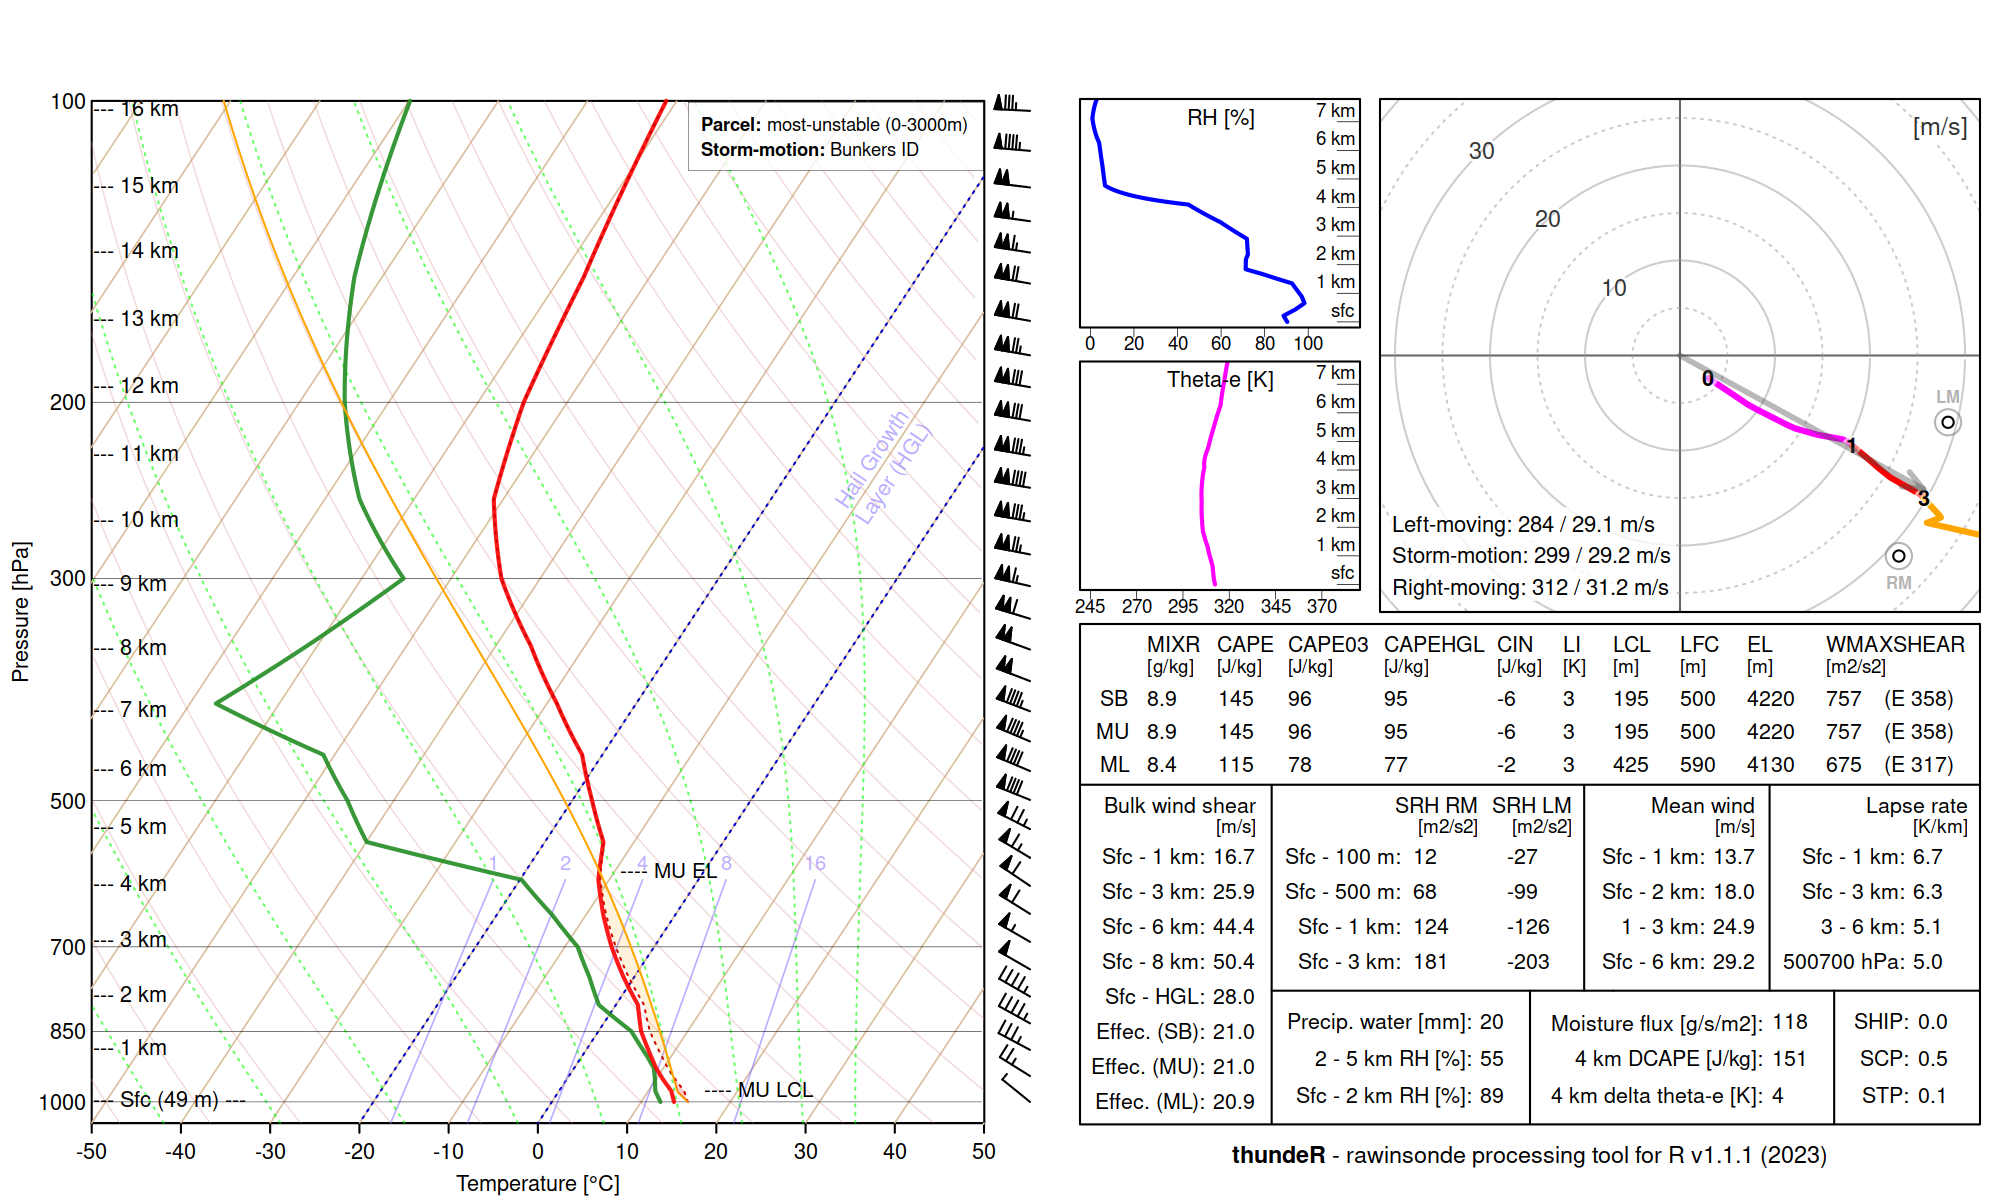 Parcel: most-unstable (0-3000m)
Storm-motion: Bunkers ID
Pressure [hPa]
100
200
300
500
700
850
1000
--- 16 km
--- 15 km
--- 14 km
--- 13 km
--- 12 km
--- 11 km
--- 10 km
--- 9 km
--- 8 km
--- 7 km
--- 6 km
--- 5 km
--- 4 km
--- 3 km
--- 2 km
--- 1 km
--- Sfc (49 m) ---
Hail Growth
Layer (HGL)
1 2 4 8 16
---- MU EL
---- MU LCL
-50 -40 -30 -20 -10 0 10 20 30 40 50
Temperature [°C]
RH [%]
7 km
6 km
5 km
4 km
3 km
2 km
1 km
sfc
0 20 40 60 80 100
Theta-e [K]
7 km
6 km
5 km
4 km
3 km
2 km
1 km
sfc
245 270 295 320 345 370
[m/s]
30
20
10
0
1
3
LM
RM
Left-moving: 284 / 29.1 m/s
Storm-motion: 299 / 29.2 m/s
Right-moving: 312 / 31.2 m/s
MIXR CAPE CAPE03 CAPEHGL CIN LI LCL LFC EL WMAXSHEAR
[g/kg] [J/kg] [J/kg] [J/kg] [J/kg] [K] [m] [m] [m] [m2/s2]
SB 8.9 145 96 95 -6 3 195 500 4220 757 (E 358)
MU 8.9 145 96 95 -6 3 195 500 4220 757 (E 358)
ML 8.4 115 78 77 -2 3 425 590 4130 675 (E 317)
Bulk wind shear
[m/s]
Sfc - 1 km: 16.7
Sfc - 3 km: 25.9
Sfc - 6 km: 44.4
Sfc - 8 km: 50.4
Sfc - HGL: 28.0
Effec. (SB): 21.0
Effec. (MU): 21.0
Effec. (ML): 20.9
SRH RM SRH LM
[m2/s2] [m2/s2]
Sfc - 100 m: 12 -27
Sfc - 500 m: 68 -99
Sfc - 1 km: 124 -126
Sfc - 3 km: 181 -203
Mean wind
[m/s]
Sfc - 1 km: 13.7
Sfc - 2 km: 18.0
1 - 3 km: 24.9
Sfc - 6 km: 29.2
Lapse rate
[K/km]
Sfc - 1 km: 6.7
Sfc - 3 km: 6.3
3 - 6 km: 5.1
500700 hPa: 5.0
Precip. water [mm]: 20
2 - 5 km RH [%]: 55
Sfc - 2 km RH [%]: 89
Moisture flux [g/s/m2]: 118
4 km DCAPE [J/kg]: 151
4 km delta theta-e [K]: 4
SHIP: 0.0
SCP: 0.5
STP: 0.1
thundeR - rawinsonde processing tool for R v1.1.1 (2023)